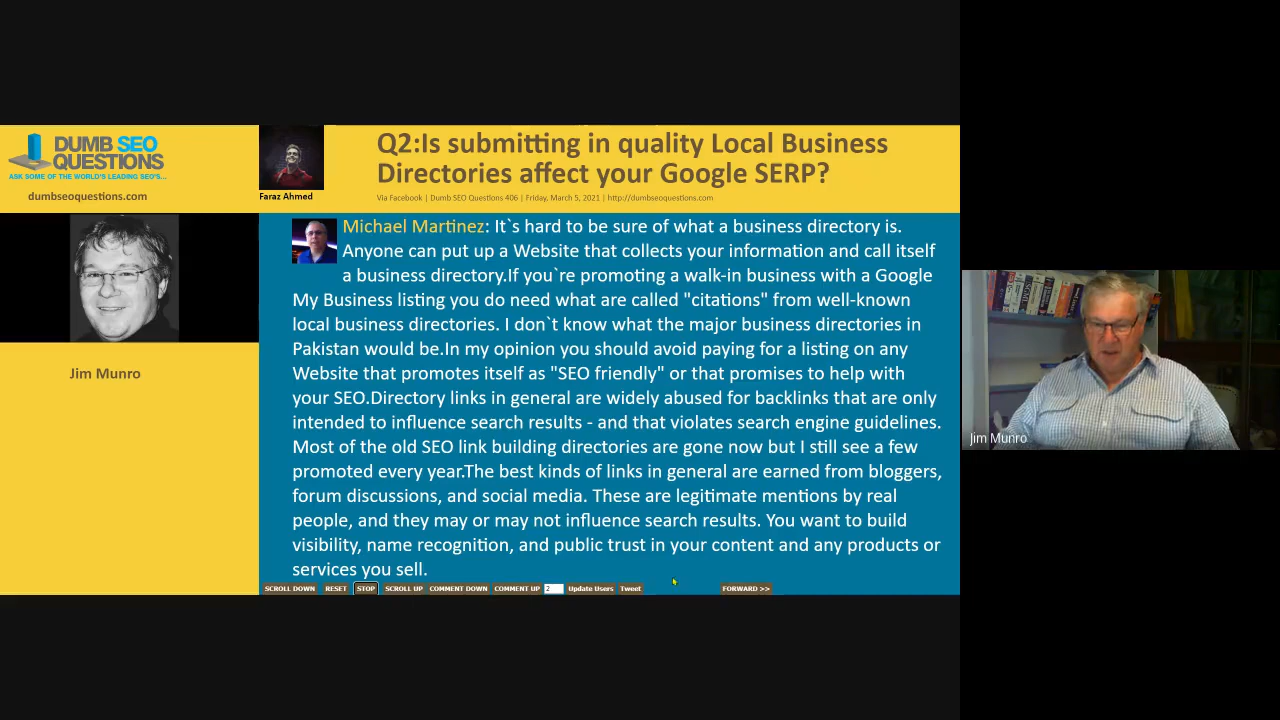 DUMB SEO
QUESTIONS
ASK SOME OF THE WORLD'S LEADING SEO'S...
dumbseoquestions.com
Faraz Ahmed
Q2:Is submitting in quality Local Business
Directories affect your Google SERP?
Via Facebook | Dumb SEO Questions 406 | Friday, March 5, 2021 | http://dumbseoquestions.com
Jim Munro
Michael Martinez: It`s hard to be sure of what a business directory is.
Anyone can put up a Website that collects your information and call itself
a business directory.If you`re promoting a walk-in business with a Google
My Business listing you do need what are called "citations" from well-known
local business directories. I don`t know what the major business directories in
Pakistan would be.In my opinion you should avoid paying for a listing on any
Website that promotes itself as "SEO friendly" or that promises to help with
your SEO.Directory links in general are widely abused for backlinks that are only
intended to influence search results - and that violates search engine guidelines.
Most of the old SEO link building directories are gone now but I still see a few
promoted every year.The best kinds of links in general are earned from bloggers,
forum discussions, and social media. These are legitimate mentions by real
people, and they may or may not influence search results. You want to build
visibility, name recognition, and public trust in your content and any products or
services you sell.
SCROLL DOWN RESET STOP SCROLL UP COMMENT DOWN COMMENT UP 2 Update Users Tweet FORWARD >>
Jim Munro